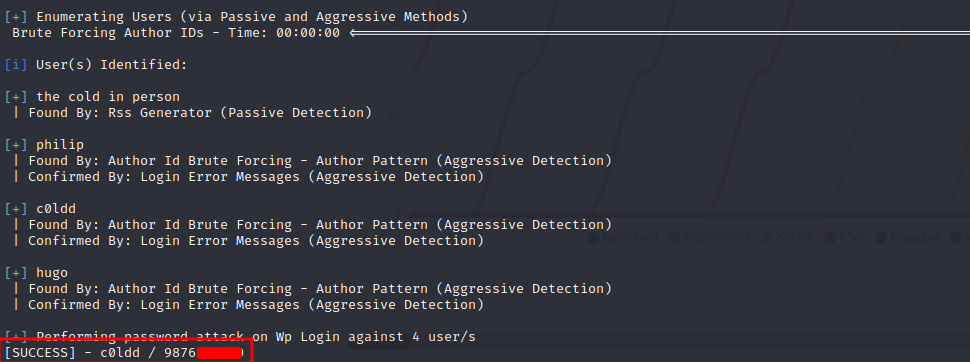 [+] Enumerating Users (via Passive and Aggressive Methods)
Brute Forcing Author IDs - Time: 00:00:00 <==============================================================================
[i] User(s) Identified:
[+] the cold in person
| Found By: Rss Generator (Passive Detection)
[+] philip
| Found By: Author Id Brute Forcing - Author Pattern (Aggressive Detection)
| Confirmed By: Login Error Messages (Aggressive Detection)
[+] c0ldd
| Found By: Author Id Brute Forcing - Author Pattern (Aggressive Detection)
| Confirmed By: Login Error Messages (Aggressive Detection)
[+] hugo
| Found By: Author Id Brute Forcing - Author Pattern (Aggressive Detection)
| Confirmed By: Login Error Messages (Aggressive Detection)
[+] Performing password attack on Wp Login against 4 user/s
[SUCCESS] - c0ldd / 9876